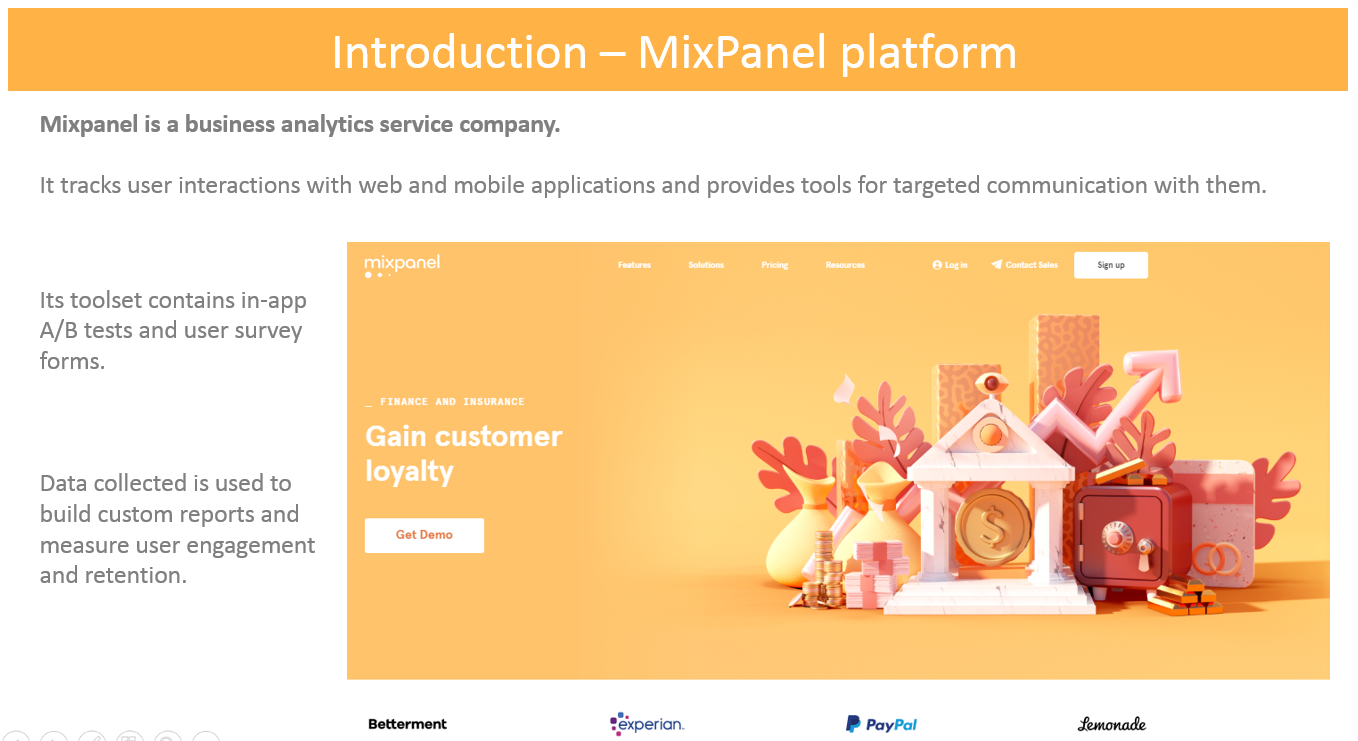 Introduction – MixPanel platform
Mixpanel is a business analytics service company.
It tracks user interactions with web and mobile applications and provides tools for targeted communication with them.
Its toolset contains in-app
A/B tests and user survey
forms.
Data collected is used to
build custom reports and
measure user engagement
and retention.
mixpanel
Features Solutions Pricing Resources Log in Contact Sales Sign up
_ FINANCE AND INSURANCE
Gain customer
loyalty
Get Demo
$
Betterment experian. PayPal Lemonade